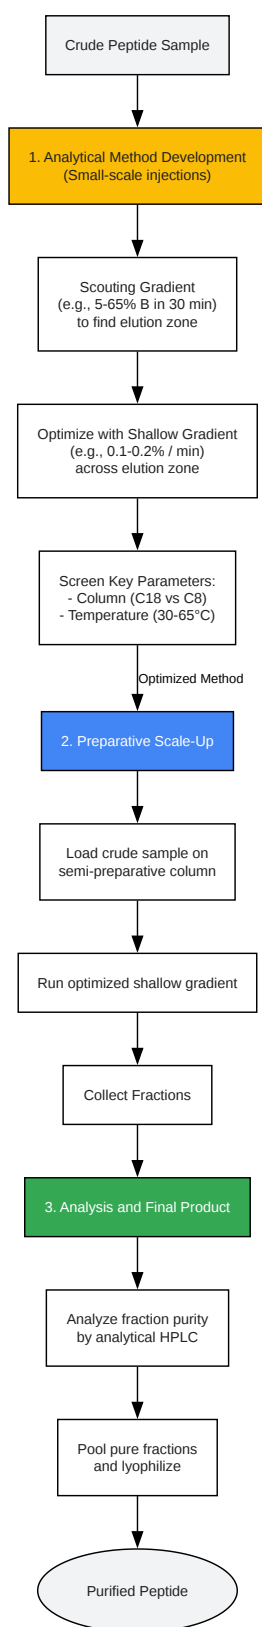 Crude Peptide Sample
1. Analytical Method Development
(Small-scale injections)
Scouting Gradient
(e.g., 5-65% B in 30 min)
to find elution zone
Optimize with Shallow Gradient
(e.g., 0.1-0.2% / min)
across elution zone
Screen Key Parameters:
- Column (C18 vs C8)
- Temperature (30-65°C)
Optimized Method
2. Preparative Scale-Up
Load crude sample on
semi-preparative column
Run optimized shallow gradient
Collect Fractions
3. Analysis and Final Product
Analyze fraction purity
by analytical HPLC
Pool pure fractions
and lyophilize
Purified Peptide